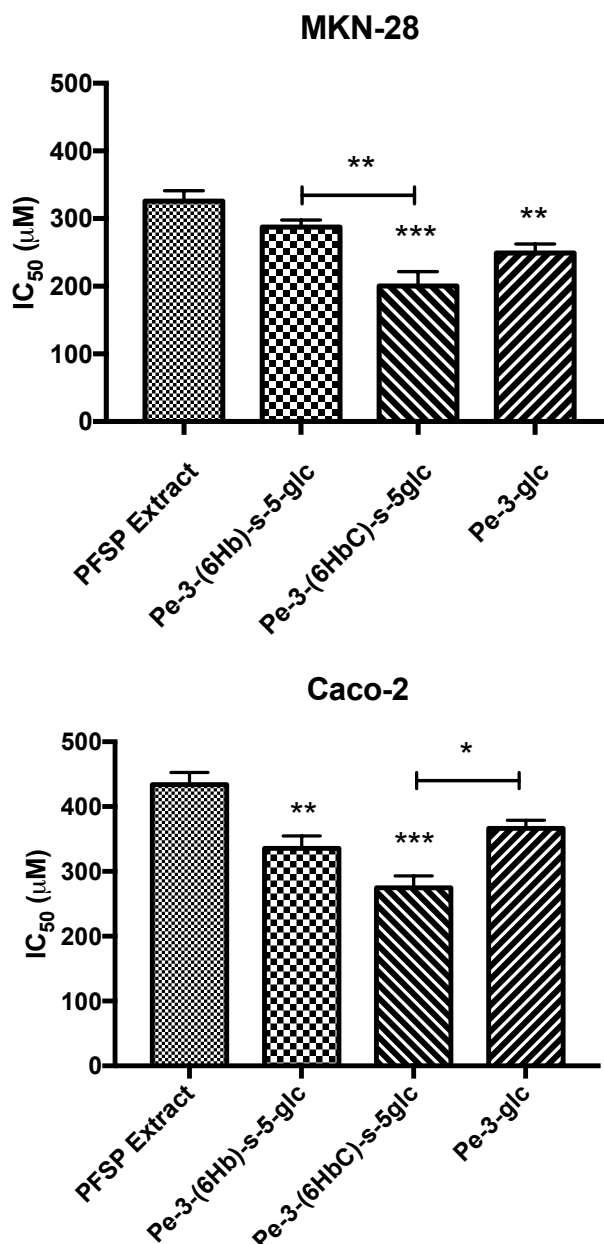 MKN-28
500
400
300
200
100
0
IC50 (μM)
**
***
**
PFSP Extract
Pe-3-(6Hb)-s-5-glc
Pe-3-(6HbC)-s-5glc
Pe-3-glc
Caco-2
500
400
300
200
100
0
IC50 (μM)
*
**
***
PFSP Extract
Pe-3-(6Hb)-s-5-glc
Pe-3-(6HbC)-s-5glc
Pe-3-glc